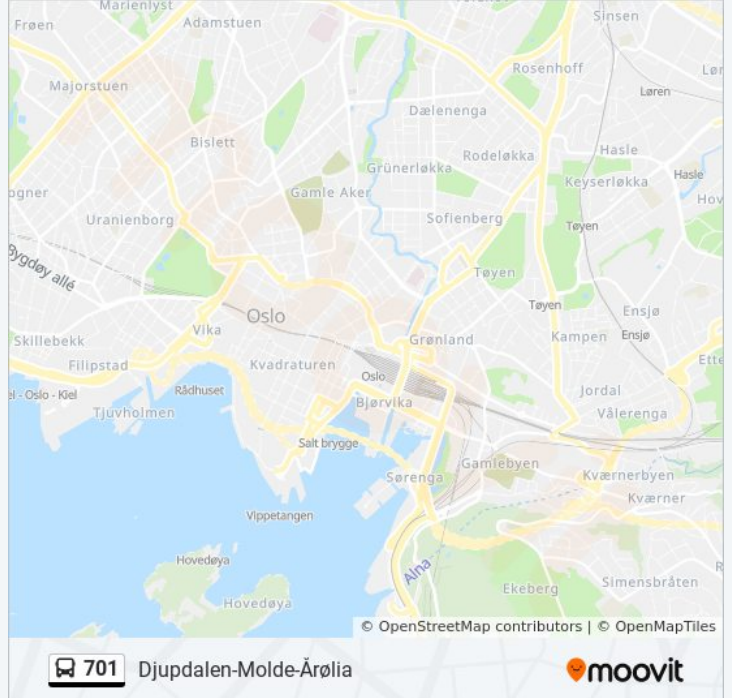 Marienlyst
Frøen
Adamstuen
Sinsen
Rosenhoff
Majorstuen
Løren
Dælenenga
Bislett
Hasle
Rodeløkka
Grünerløkka
Hasle
Keyserløkka
Gamle Aker
Uranienborg
Sofienberg
Tøyen
Bygdøy allé
Tøyen
Tøyen
Ensjø
Oslo
Vika
Ensjø
Kampen
Skillebekk
Grønland
Filipstad
Kvadraturen
Oslo
Rådhuset
Jordal
el - Oslo - Kiel
Bjørvika
Tjuvholmen
Vålerenga
Salt brygge
Gamlebyen
Sørenga
Kværnerbyen
Kværner
Vippetangen
Hovedøya
Alna
Simensbråten
Ekeberg
Hovedøya
© OpenStreetMap contributors | © OpenMapTiles
701 Djupdalen-Molde-Årølia
moovit